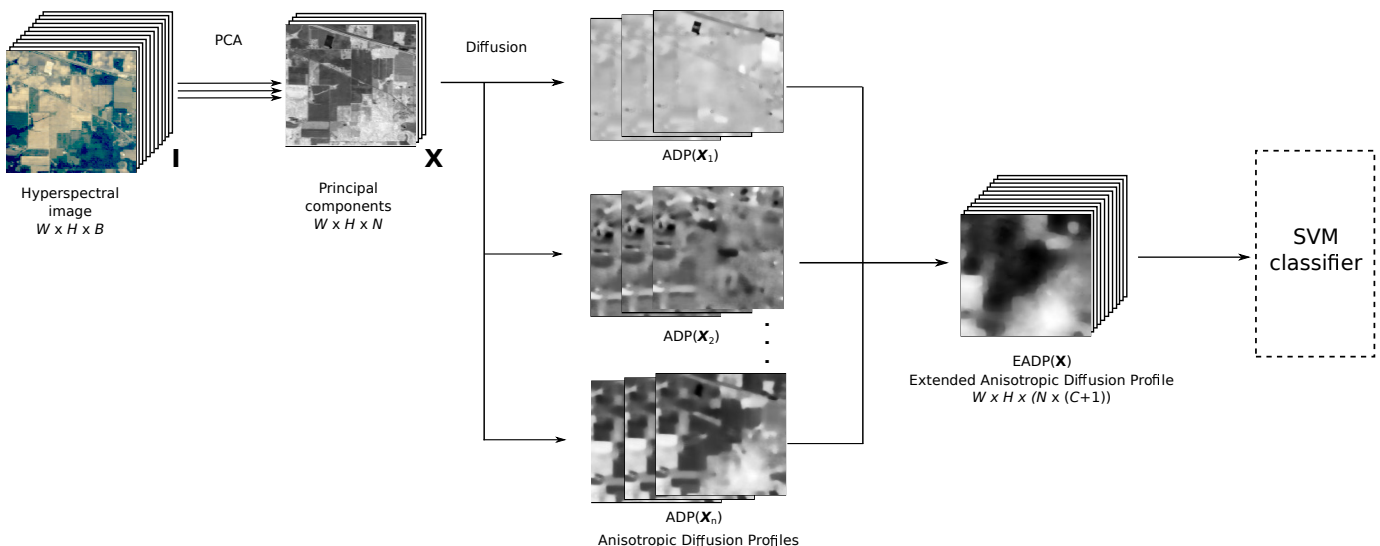 PCA
Diffusion
I
X
Hyperspectral
image
W x H x B
Principal
components
W x H x N
ADP(X1)
ADP(X2)
ADP(Xn)
Anisotropic Diffusion Profiles
EADP(X)
Extended Anisotropic Diffusion Profile
W x H x (N x (C+1))
SVM
classifier